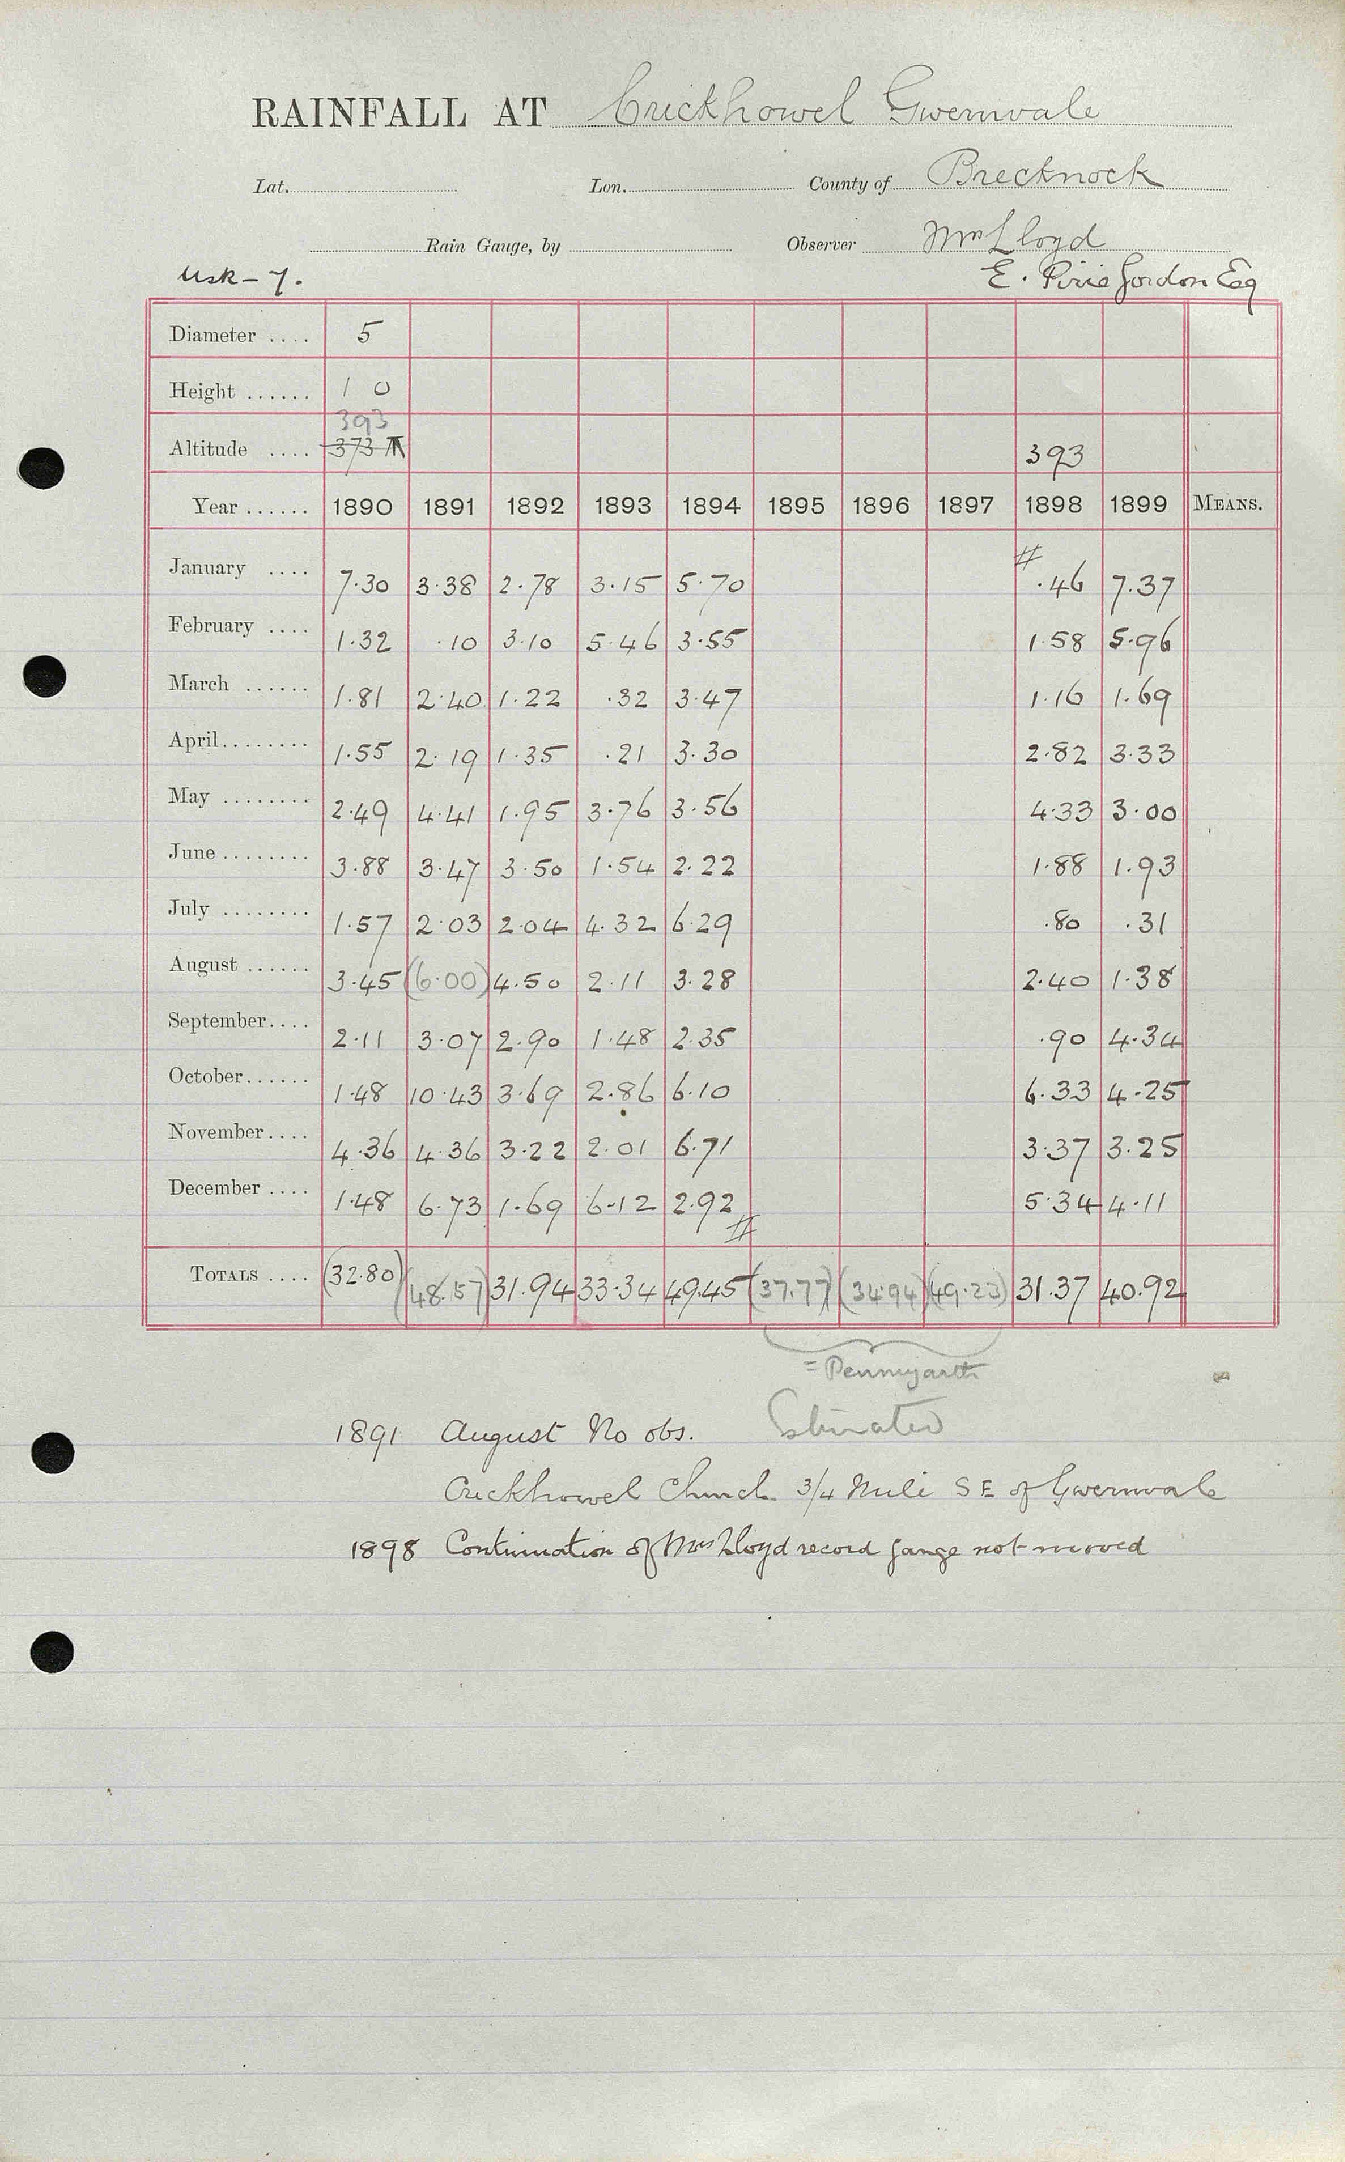 RAINFALL AT Crickhowel Gwernvale
Lat. Lon. County of Brecknock
Rain Gauge, by Observer Mrs Lloyd
Usk - 7. E. Pirie Gordon Esq
Diameter .... 5
Height ...... 1 0
393
Altitude .... 373 T 393
Year ...... 1890 1891 1892 1893 1894 1895 1896 1897 1898 1899 MEANS.
January .... 7.30 3.38 2.78 3.15 5.70 # .46 7.37
February .... 1.32 .10 3.10 5.46 3.55 1.58 5.96
March ...... 1.81 2.40 1.22 .32 3.47 1.16 1.69
April........ 1.55 2.19 1.35 .21 3.30 2.82 3.33
May ........ 2.49 4.41 1.95 3.76 3.56 4.33 3.00
June ........ 3.88 3.47 3.50 1.54 2.22 1.88 1.93
July ........ 1.57 2.03 2.04 4.32 6.29 .80 .31
August ...... 3.45 (6.00) 4.50 2.11 3.28 2.40 1.38
September.... 2.11 3.07 2.90 1.48 2.35 .90 4.34
October...... 1.48 10.43 3.69 2.86 6.10 6.33 4.25
November.... 4.36 4.36 3.22 2.01 6.71 3.37 3.25
December .... 1.48 6.73 1.69 6.12 2.92 # 5.34 4.11
TOTALS .... (32.80) (48.57) 31.94 33.34 49.45 (37.77) (34.94) (49.23) 31.37 40.92
= Penmyarth
1891 August No obs. Estimated
Crickhowel Church 3/4 Mile SE of Gwernvale
1898 Continuation of Mrs Lloyd record gauge not moved